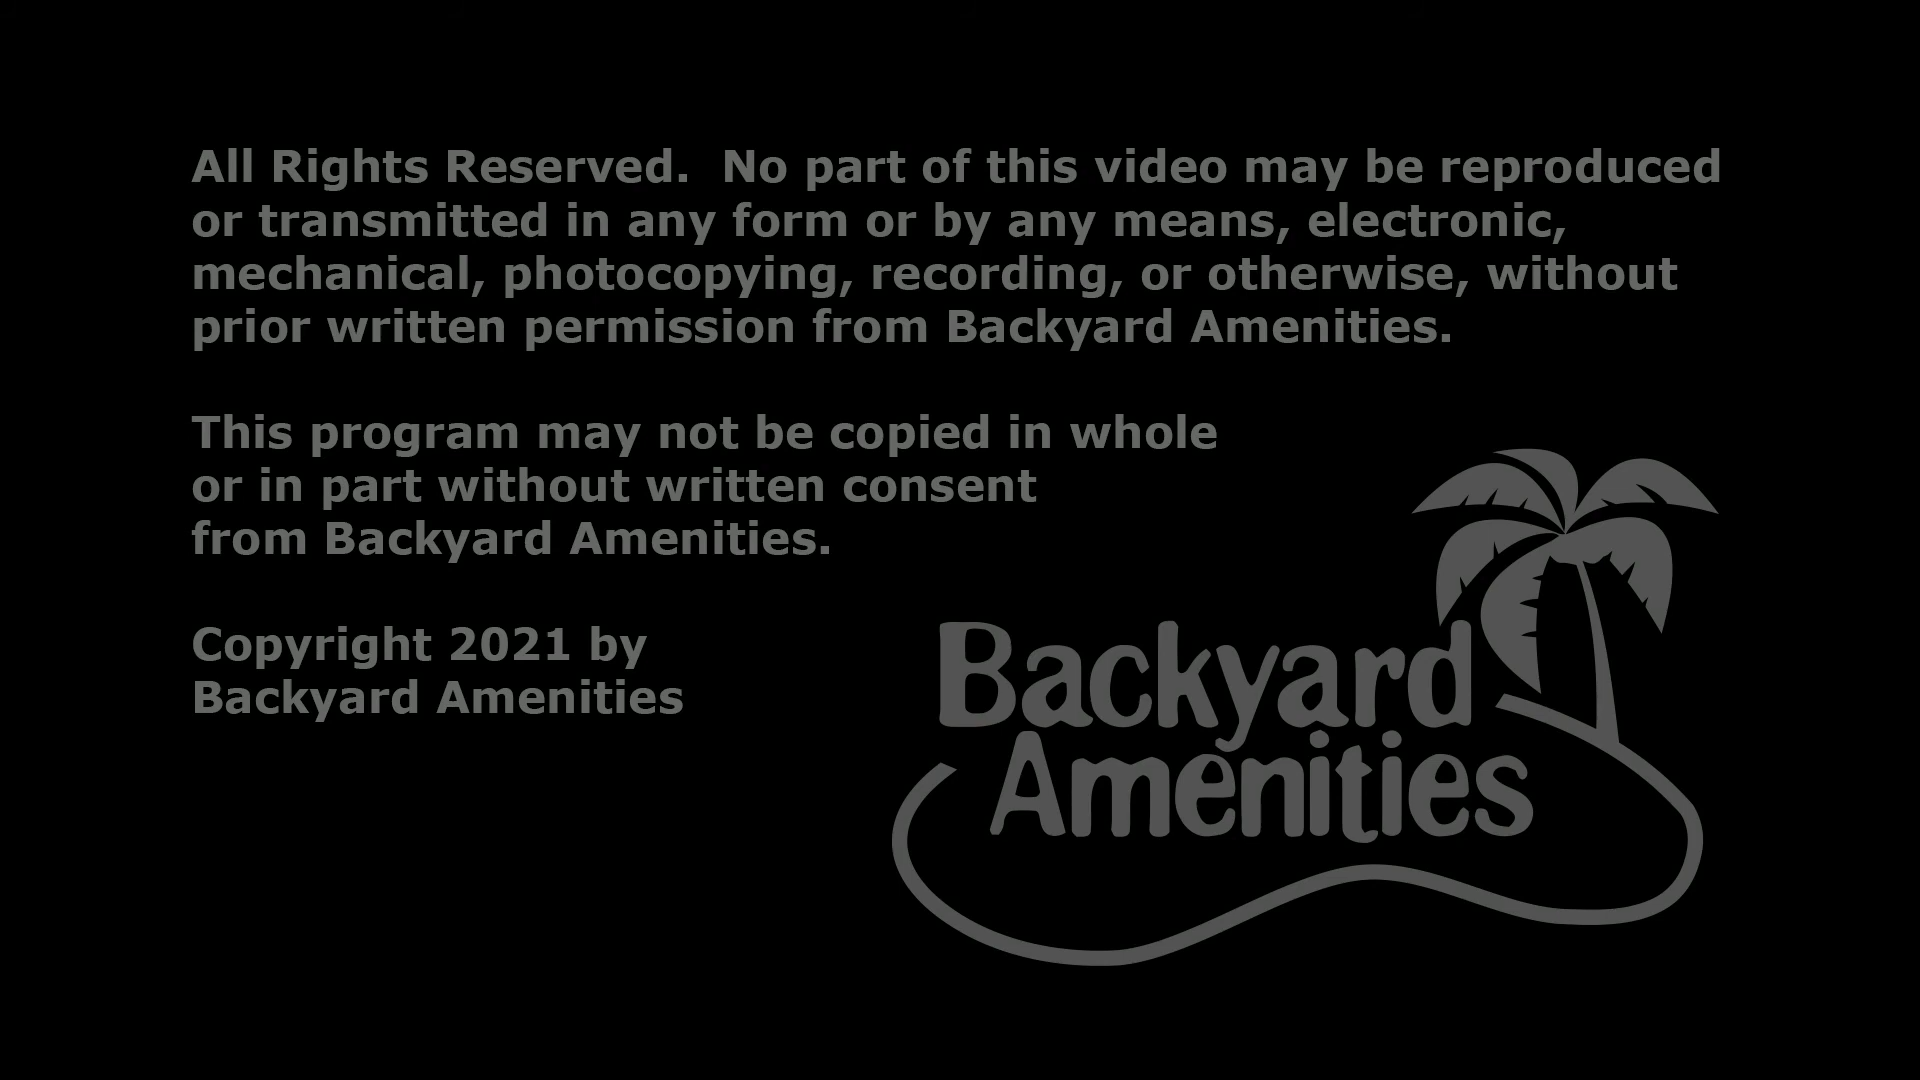 All Rights Reserved.  No part of this video may be reproduced
or transmitted in any form or by any means, electronic,
mechanical, photocopying, recording, or otherwise, without
prior written permission from Backyard Amenities.
This program may not be copied in whole
or in part without written consent
from Backyard Amenities.
Copyright 2021 by
Backyard Amenities
Backyard
Amenities